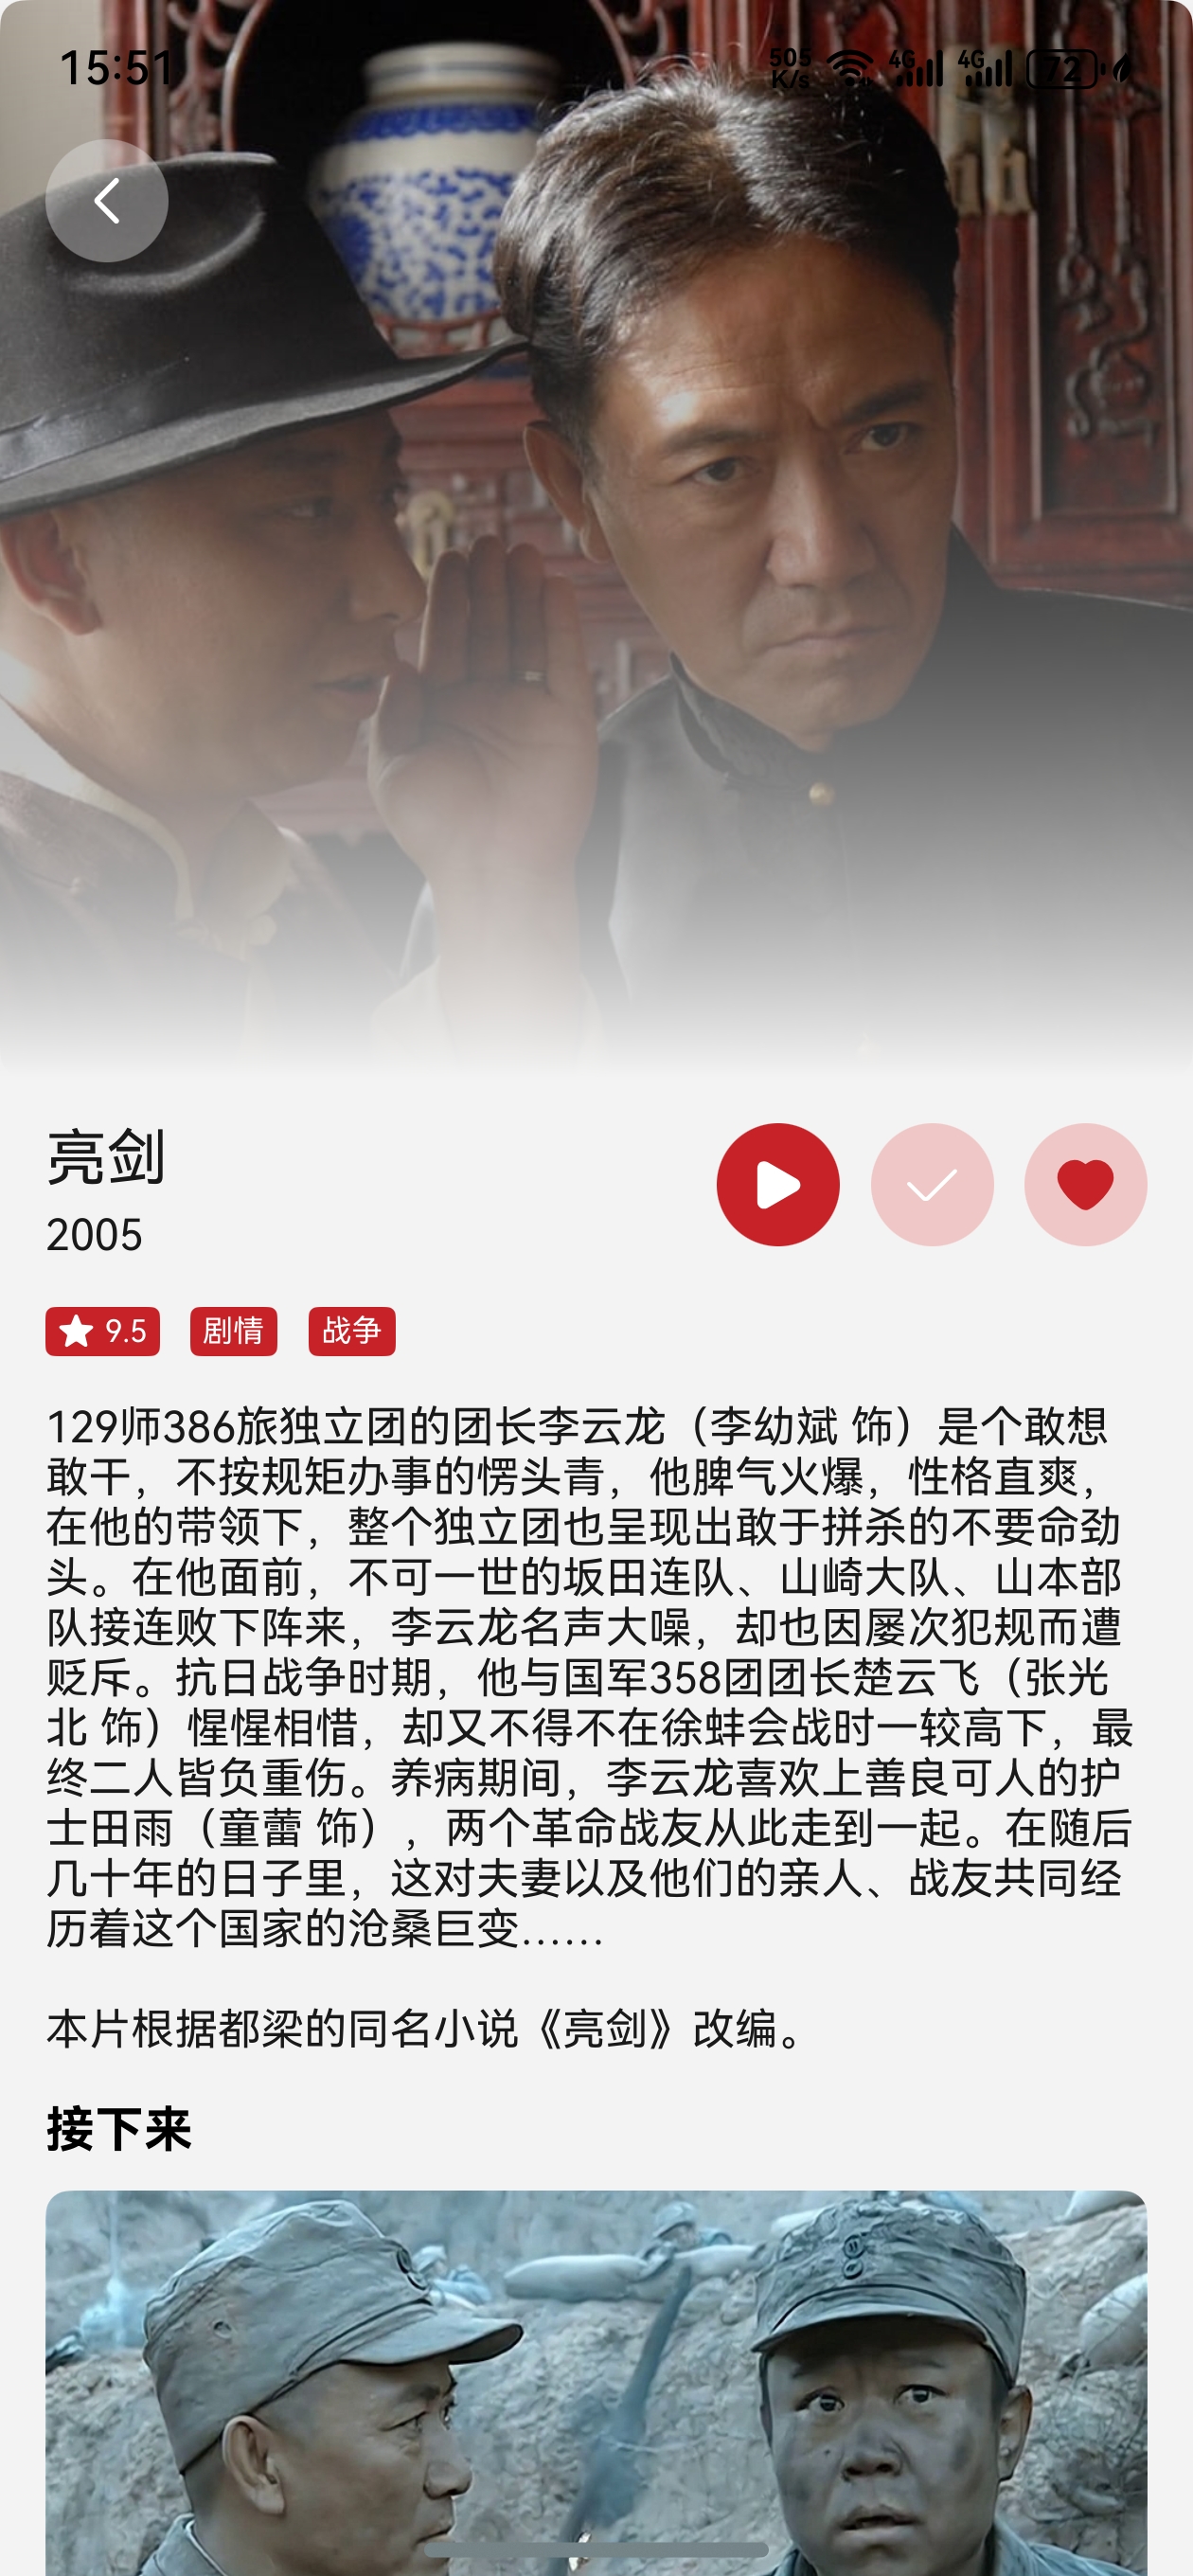 15:51
505
K/s
4G
4G
72
亮剑
2005
9.5
剧情
战争
129师386旅独立团的团长李云龙（李幼斌 饰）是个敢想
敢干，不按规矩办事的愣头青，他脾气火爆，性格直爽，
在他的带领下，整个独立团也呈现出敢于拼杀的不要命劲
头。在他面前，不可一世的坂田连队、山崎大队、山本部
队接连败下阵来，李云龙名声大噪，却也因屡次犯规而遭
贬斥。抗日战争时期，他与国军358团团长楚云飞（张光
北 饰）惺惺相惜，却又不得不在徐蚌会战时一较高下，最
终二人皆负重伤。养病期间，李云龙喜欢上善良可人的护
士田雨（童蕾 饰），两个革命战友从此走到一起。在随后
几十年的日子里，这对夫妻以及他们的亲人、战友共同经
历着这个国家的沧桑巨变……
本片根据都梁的同名小说《亮剑》改编。
接下来